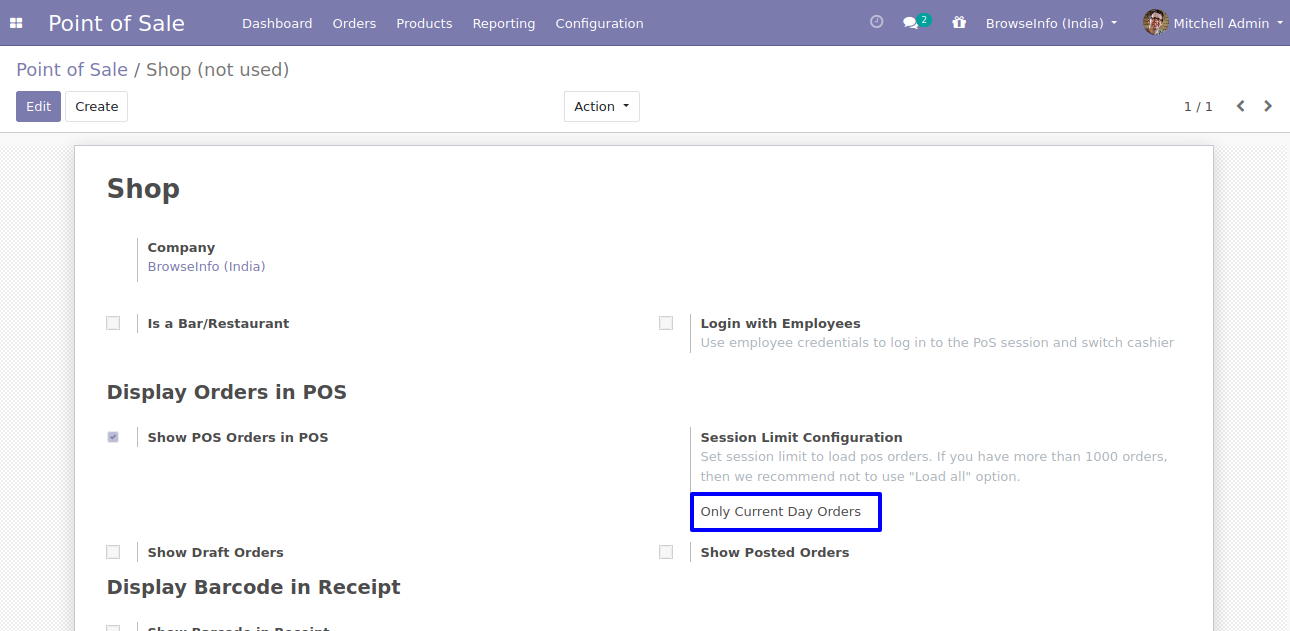 Point of Sale Dashboard Orders Products Reporting Configuration 2 BrowseInfo (India) Mitchell Admin
Point of Sale / Shop (not used)
Edit Create Action 1 / 1
Shop
Company
BrowseInfo (India)
Is a Bar/Restaurant
Login with Employees
Use employee credentials to log in to the PoS session and switch cashier
Display Orders in POS
Show POS Orders in POS
Session Limit Configuration
Set session limit to load pos orders. If you have more than 1000 orders,
then we recommend not to use "Load all" option.
Only Current Day Orders
Show Draft Orders
Show Posted Orders
Display Barcode in Receipt
Show Barcode in Receipt